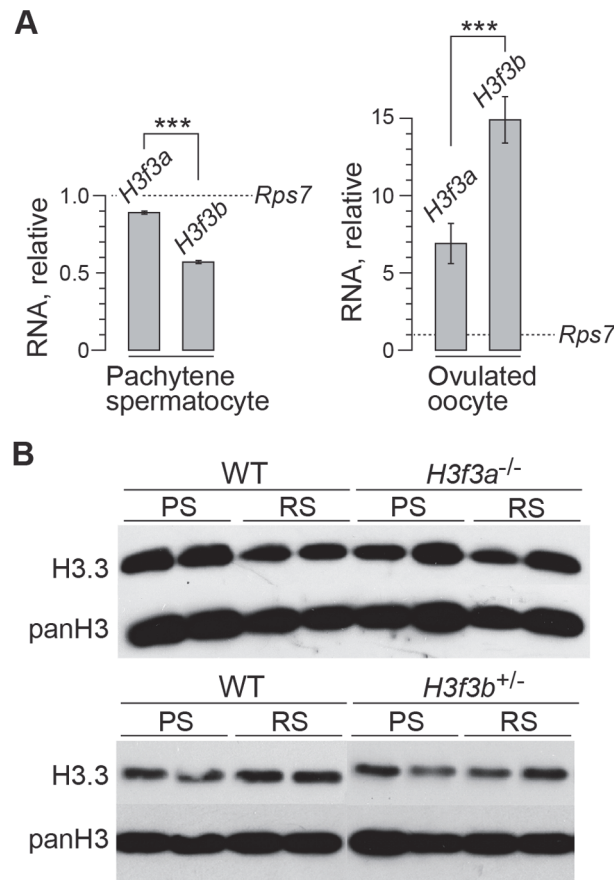 A
***
H3f3a
H3f3b
1.0
0.5
0
RNA, relative
Rps7
Pachytene
spermatocyte
***
H3f3a
H3f3b
15
10
5
0
RNA, relative
Rps7
Ovulated
oocyte
B
WT H3f3a-/-
PS RS PS RS
H3.3
panH3
WT H3f3b+/-
PS RS PS RS
H3.3
panH3